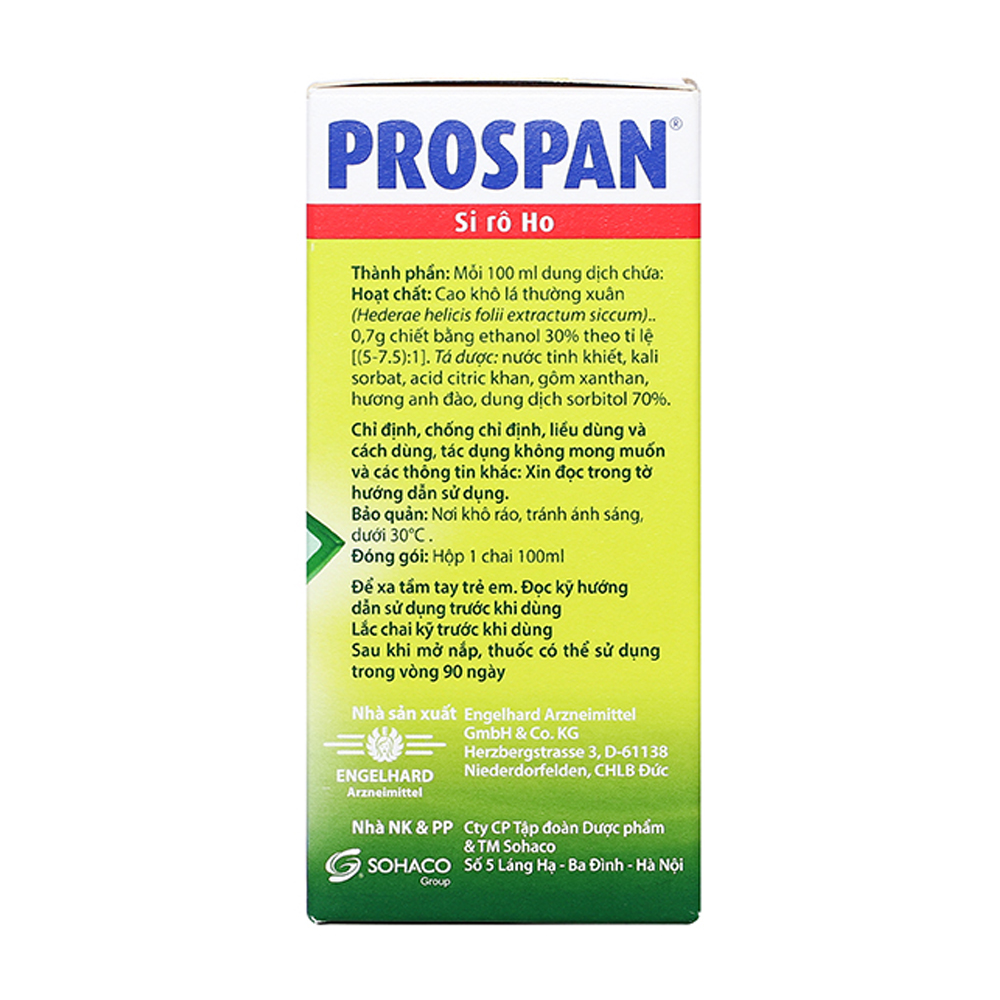 PROSPAN®
Si rô Ho
Thành phần: Mỗi 100 ml dung dịch chứa:
Hoạt chất: Cao khô lá thường xuân
(Hederae helicis folii extractum siccum)..
0,7g chiết bằng ethanol 30% theo tỉ lệ
[(5-7.5):1]. Tá dược: nước tinh khiết, kali
sorbat, acid citric khan, gôm xanthan,
hương anh đào, dung dịch sorbitol 70%.
Chỉ định, chống chỉ định, liều dùng và
cách dùng, tác dụng không mong muốn
và các thông tin khác: Xin đọc trong tờ
hướng dẫn sử dụng.
Bảo quản: Nơi khô ráo, tránh ánh sáng,
dưới 30°C .
Đóng gói: Hộp 1 chai 100ml
Để xa tầm tay trẻ em. Đọc kỹ hướng
dẫn sử dụng trước khi dùng
Lắc chai kỹ trước khi dùng
Sau khi mở nắp, thuốc có thể sử dụng
trong vòng 90 ngày
Nhà sản xuất Engelhard Arzneimittel
GmbH & Co. KG
Herzbergstrasse 3, D-61138
Niederdorfelden, CHLB Đức
ENGELHARD
Arzneimittel
Nhà NK & PP Cty CP Tập đoàn Dược phẩm
& TM Sohaco
Số 5 Láng Hạ - Ba Đình - Hà Nội
SOHACO
Group